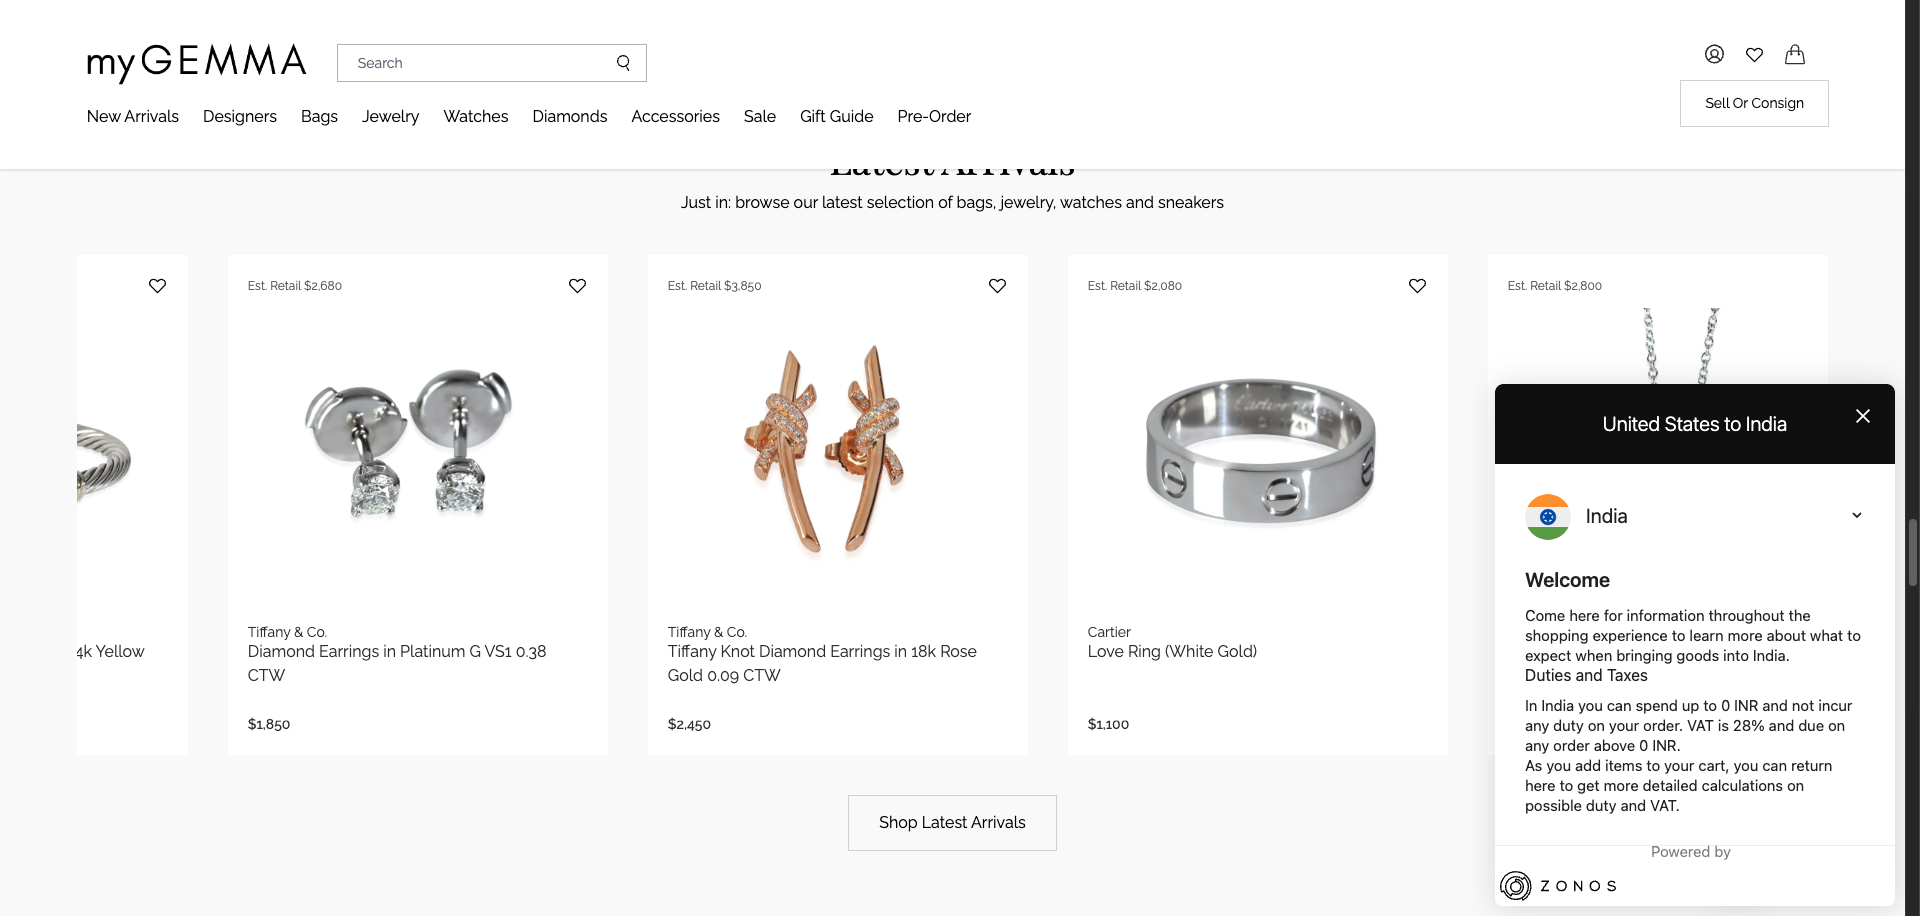 myGEMMA
Search
Sell Or Consign
New Arrivals Designers Bags Jewelry Watches Diamonds Accessories Sale Gift Guide Pre-Order
Latest Arrivals
Just in: browse our latest selection of bags, jewelry, watches and sneakers
4k Yellow
Est. Retail $2,680
Tiffany & Co.
Diamond Earrings in Platinum G VS1 0.38
CTW
$1,850
Est. Retail $3,850
Tiffany & Co.
Tiffany Knot Diamond Earrings in 18k Rose
Gold 0.09 CTW
$2,450
Est. Retail $2,080
Cartier
Cartier
Love Ring (White Gold)
$1,100
Est. Retail $2,800
Shop Latest Arrivals
United States to India
India
Welcome
Come here for information throughout the
shopping experience to learn more about what to
expect when bringing goods into India.
Duties and Taxes
In India you can spend up to 0 INR and not incur
any duty on your order. VAT is 28% and due on
any order above 0 INR.
As you add items to your cart, you can return
here to get more detailed calculations on
possible duty and VAT.
Powered by
ZONOS